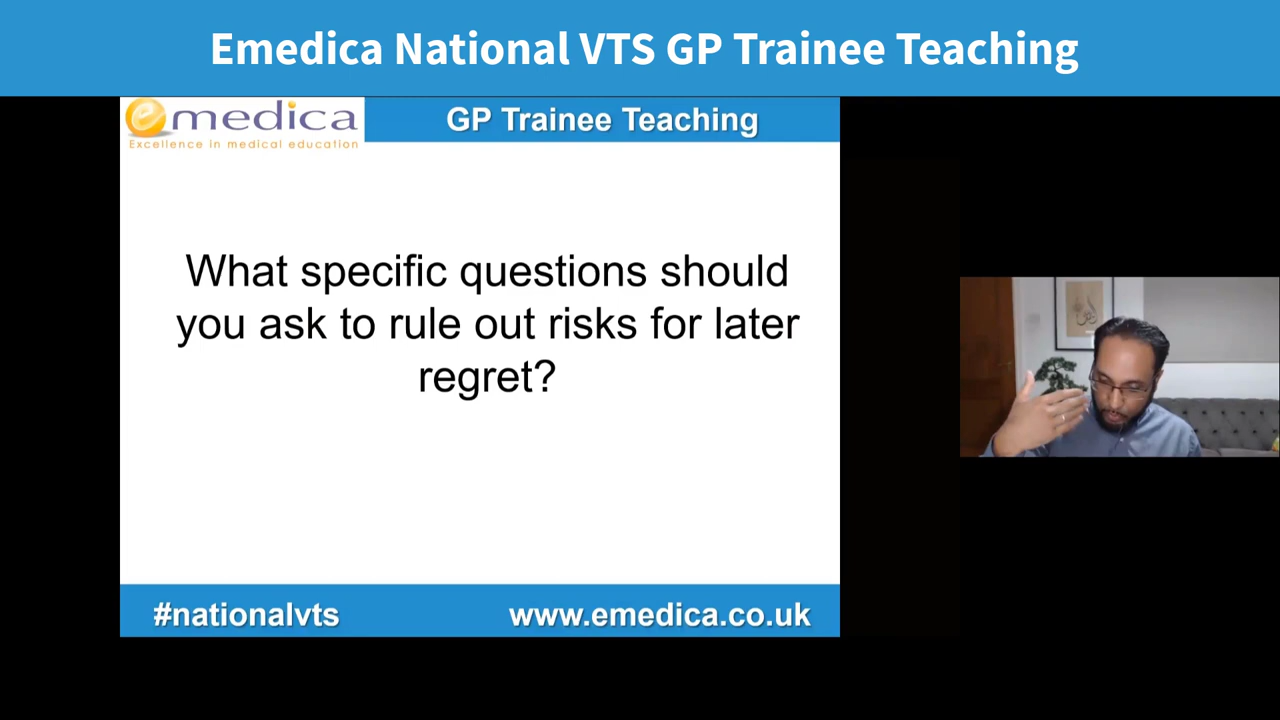 Emedica National VTS GP Trainee Teaching
emedica
Excellence in medical education
GP Trainee Teaching
What specific questions should
you ask to rule out risks for later
regret?
#nationalvts
www.emedica.co.uk